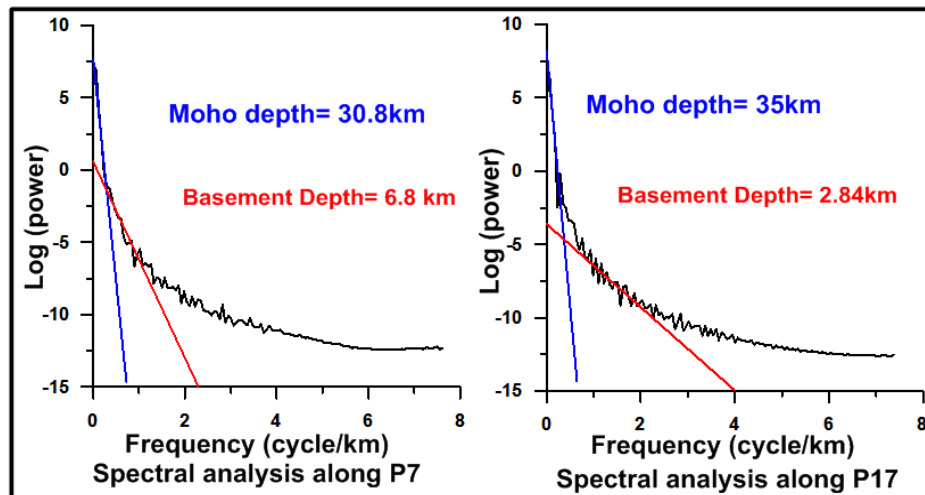 10
5
0
-5
-10
-15
Log (power)
Moho depth= 30.8km
Basement Depth= 6.8 km
0
2
4
6
8
Frequency (cycle/km)
Spectral analysis along P7
10
5
0
-5
-10
-15
Log (power)
Moho depth= 35km
Basement Depth= 2.84km
0
2
4
6
8
Frequency (cycle/km)
Spectral analysis along P17